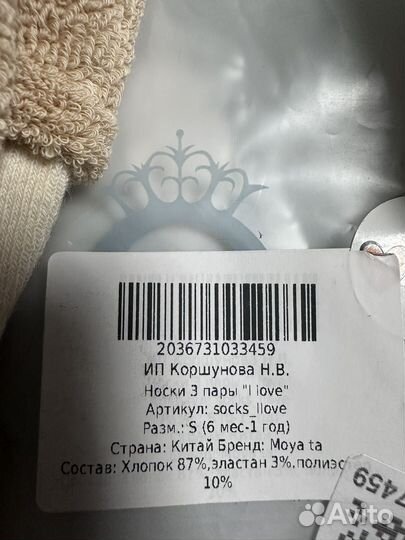 2036731033459
ИП Коршунова Н.В.
Носки 3 пары "I love"
Артикул: socks_Ilove
Разм.: S (6 мес-1 год)
Страна: Китай Бренд: Moya ta
Состав: Хлопок 87%,эластан 3%.полиэс
10%
7459
Avito